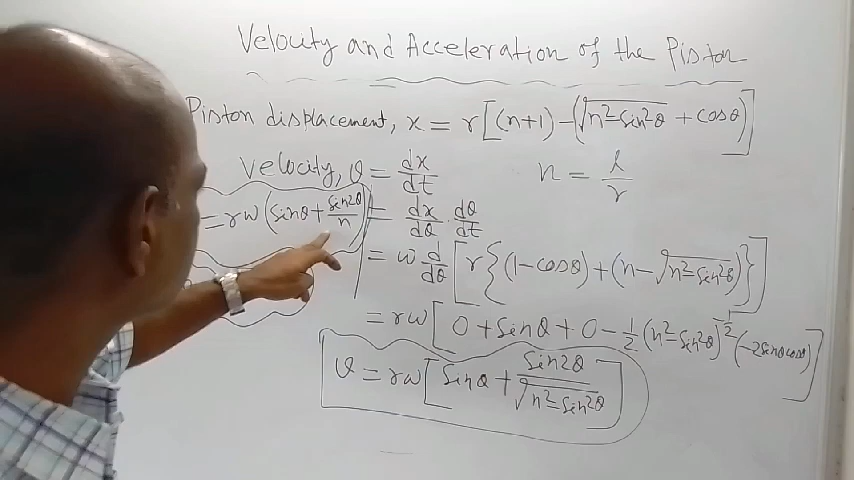 Velocity and Acceleration of the Piston
Piston displacement, x = r[(n+1) - (√(n²-sin²θ) + cosθ)]
Velocity, ϑ = dx/dt
n = l/r
= rω(sinθ + sin2θ/n)
= dx/dθ · dθ/dt
= ω d/dθ [r{(1-cosθ) + (n - √(n²-sin²θ))}]
= rω[0 + sinθ + 0 - 1/2 (n²-sin²θ)^(-1/2) (-2sinθcosθ)]
ϑ = rω[sinθ + sin2θ/√(n²-sin²θ)]